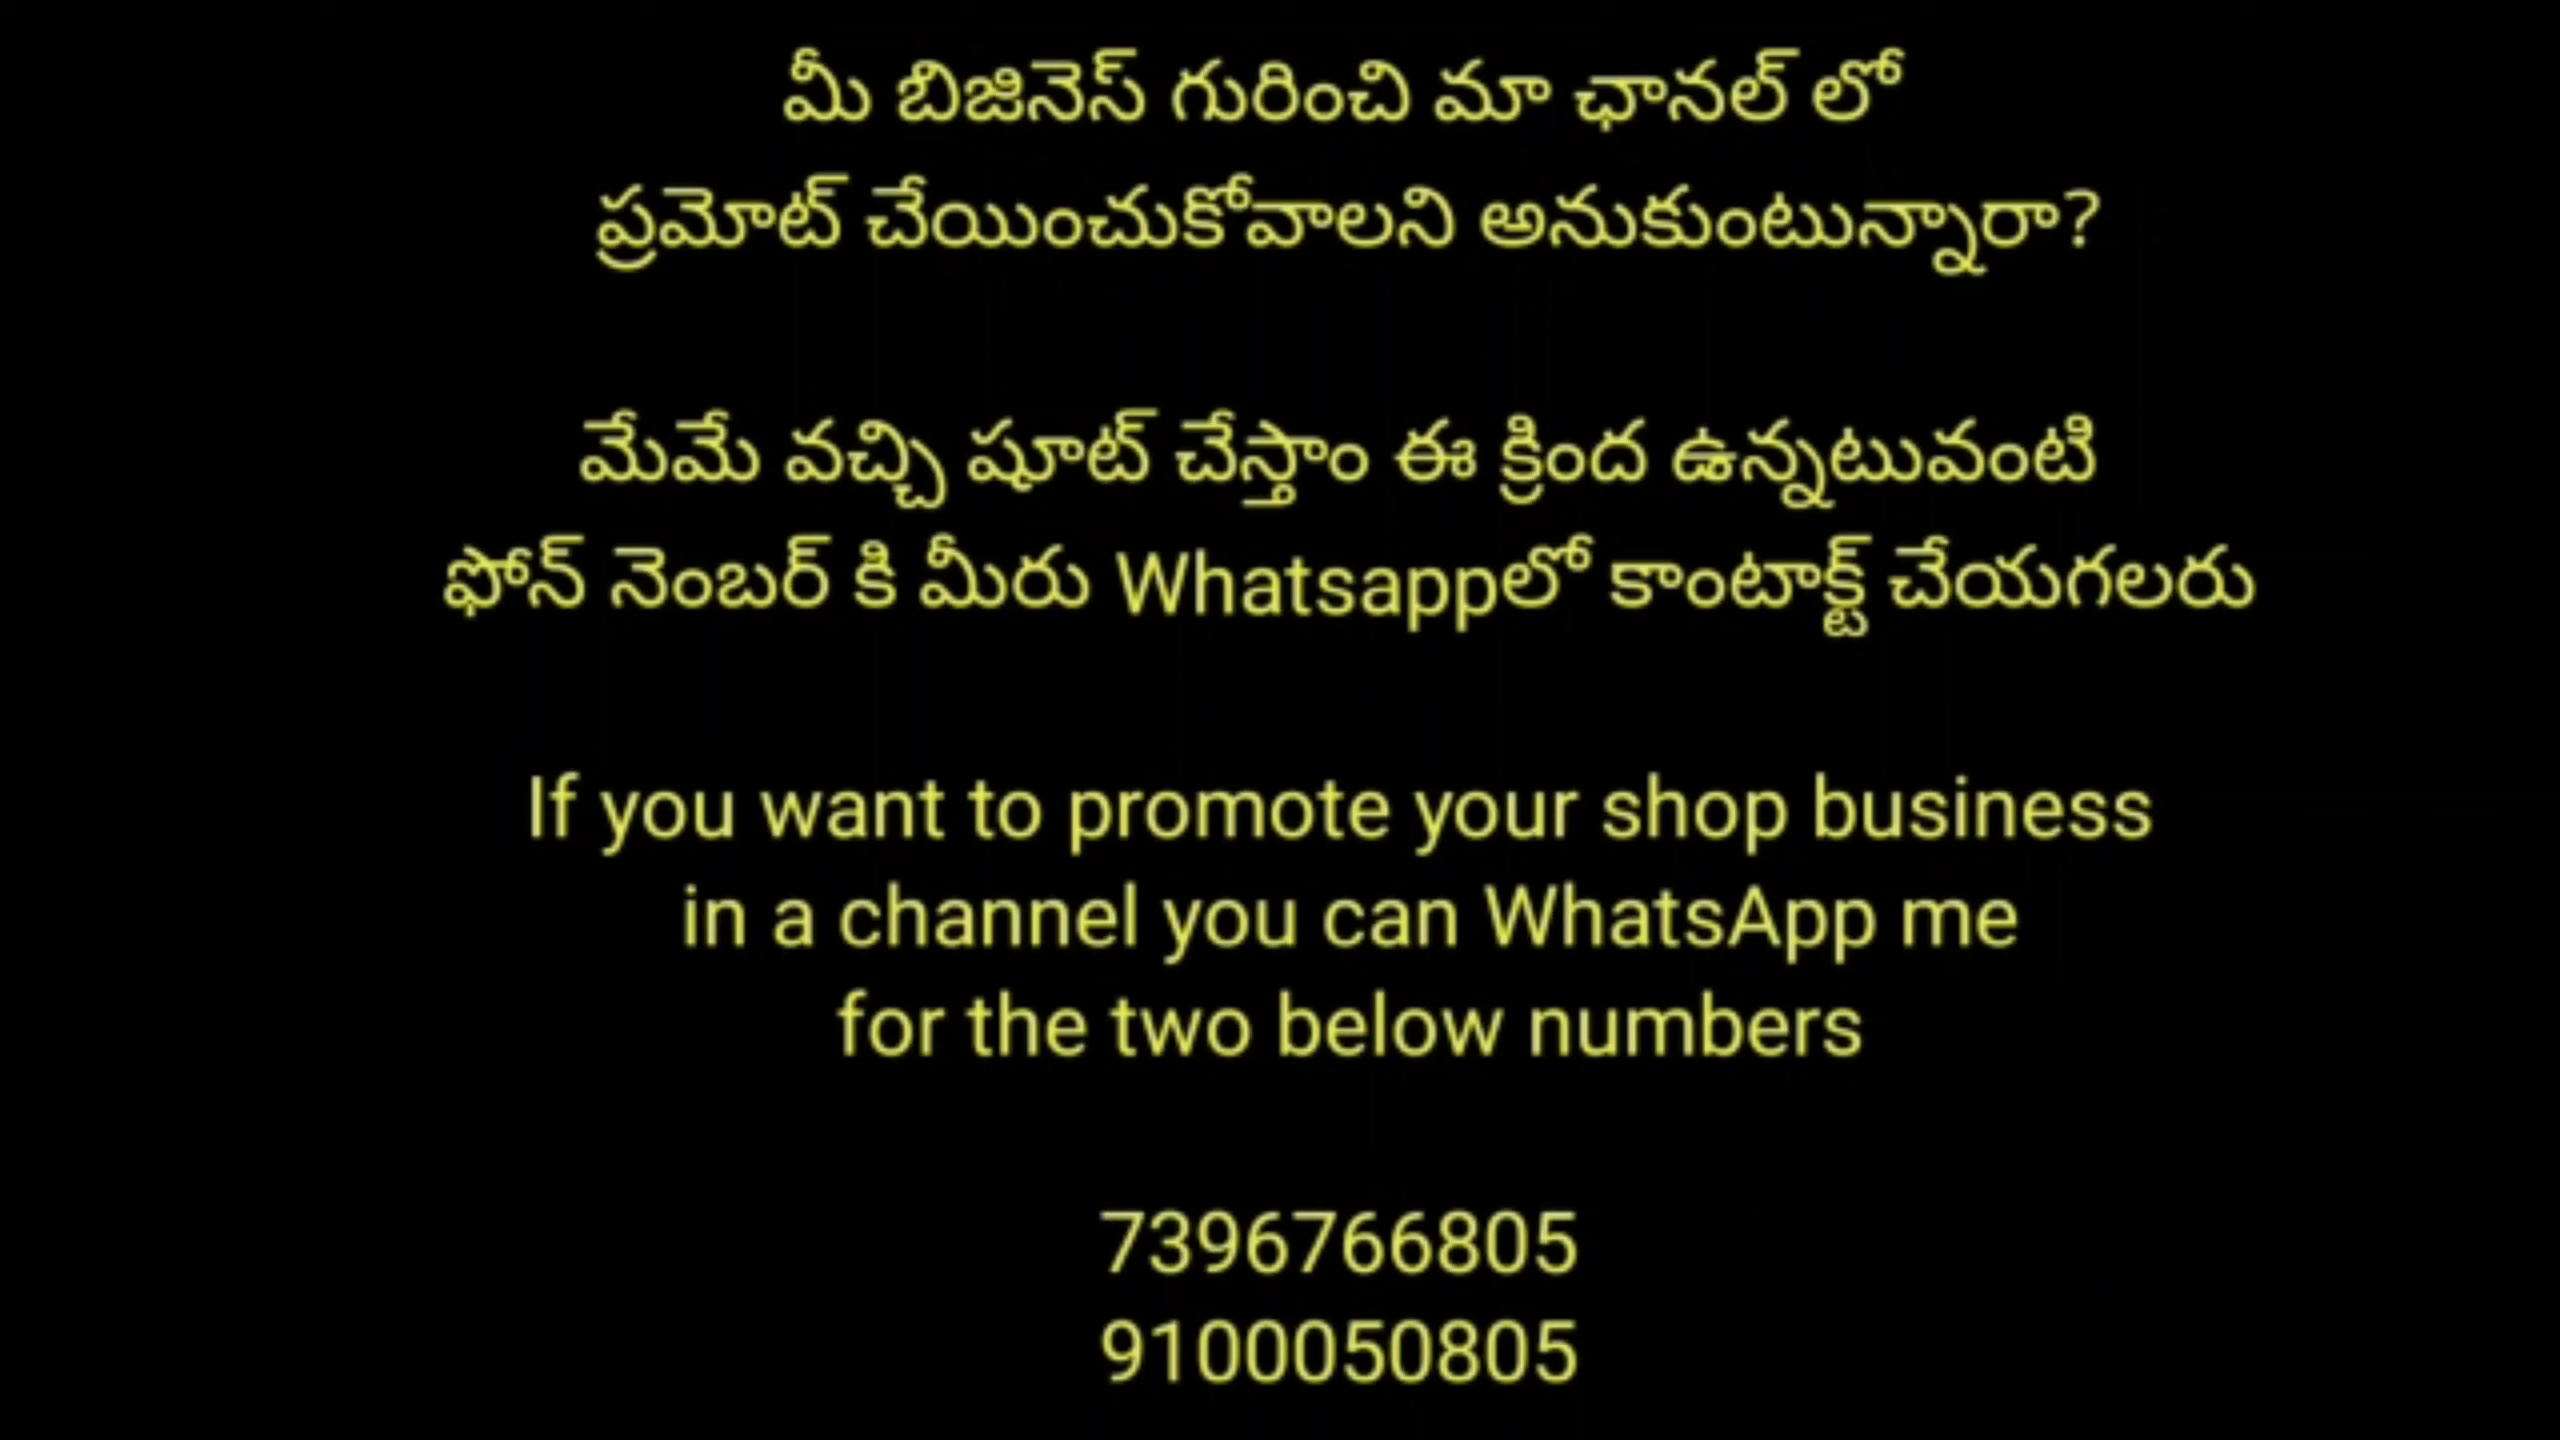 మీ బిజినెస్ గురించి మా ఛానల్ లో
ప్రమోట్ చేయించుకోవాలని అనుకుంటున్నారా?
మేమే వచ్చి షూట్ చేస్తాం ఈ క్రింద ఉన్నటువంటి
ఫోన్ నెంబర్ కి మీరు Whatsappలో కాంటాక్ట్ చేయగలరు
If you want to promote your shop business
in a channel you can WhatsApp me
for the two below numbers
7396766805
9100050805